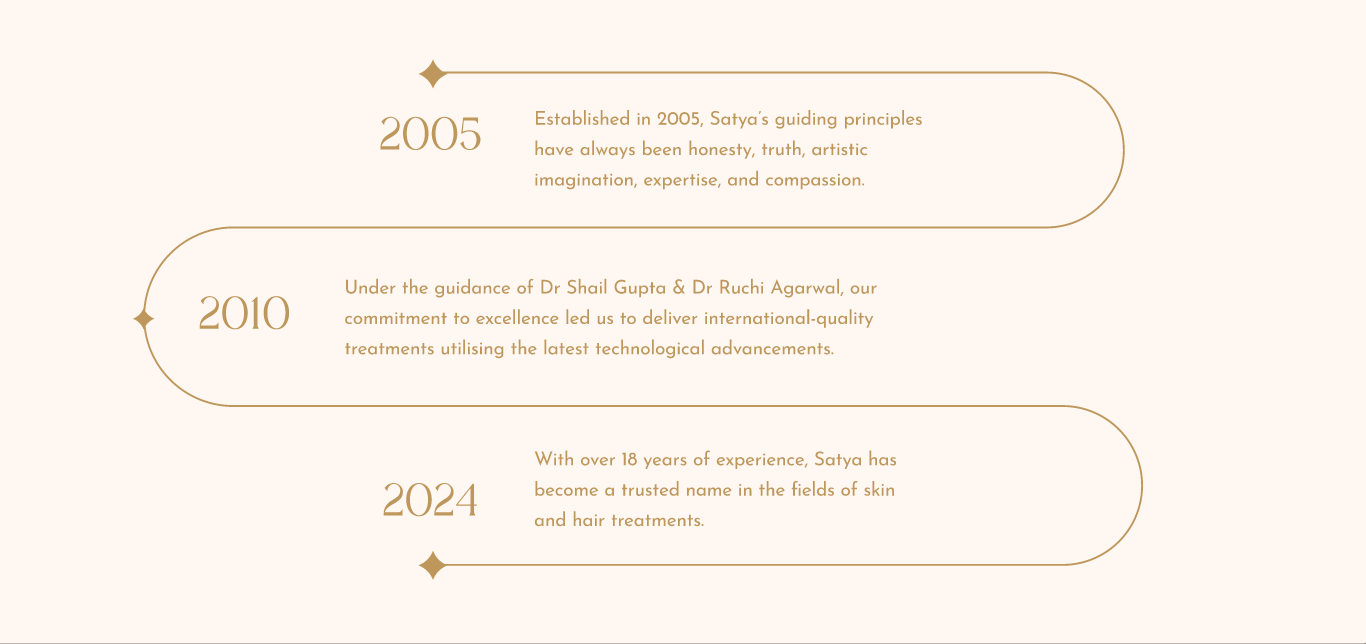 2005
Established in 2005, Satya's guiding principles
have always been honesty, truth, artistic
imagination, expertise, and compassion.
2010
Under the guidance of Dr Shail Gupta & Dr Ruchi Agarwal, our
commitment to excellence led us to deliver international-quality
treatments utilising the latest technological advancements.
2024
With over 18 years of experience, Satya has
become a trusted name in the fields of skin
and hair treatments.